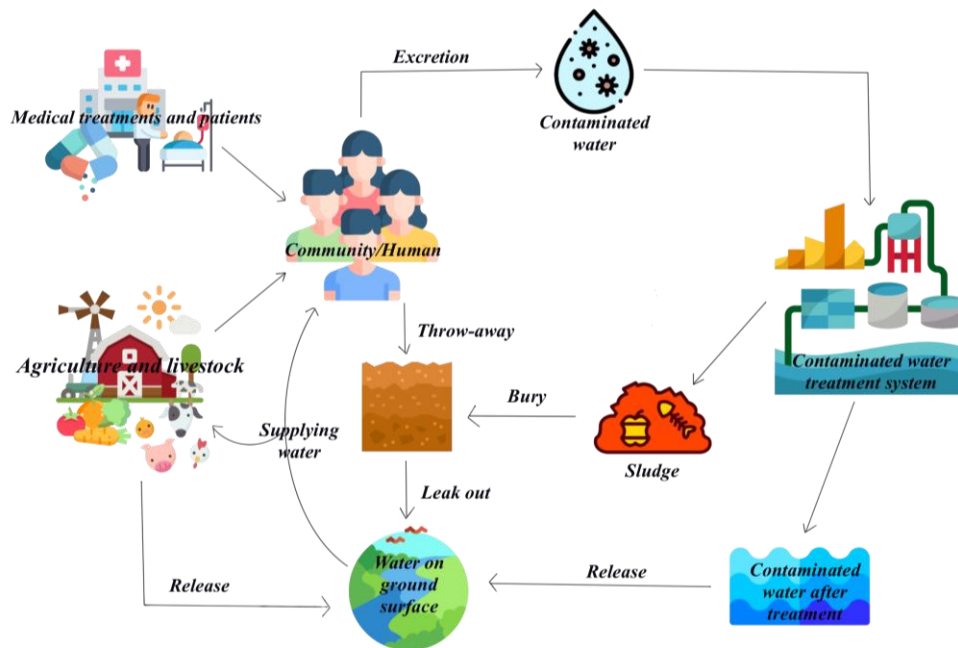 Excretion
Contaminated
water
Medical treatments and patients
Community/Human
Throw-away
Agriculture and livestock
Contaminated water
treatment system
Bury
Supplying
water
Sludge
Leak out
Water on
ground
surface
Release
Release
Contaminated
water after
treatment